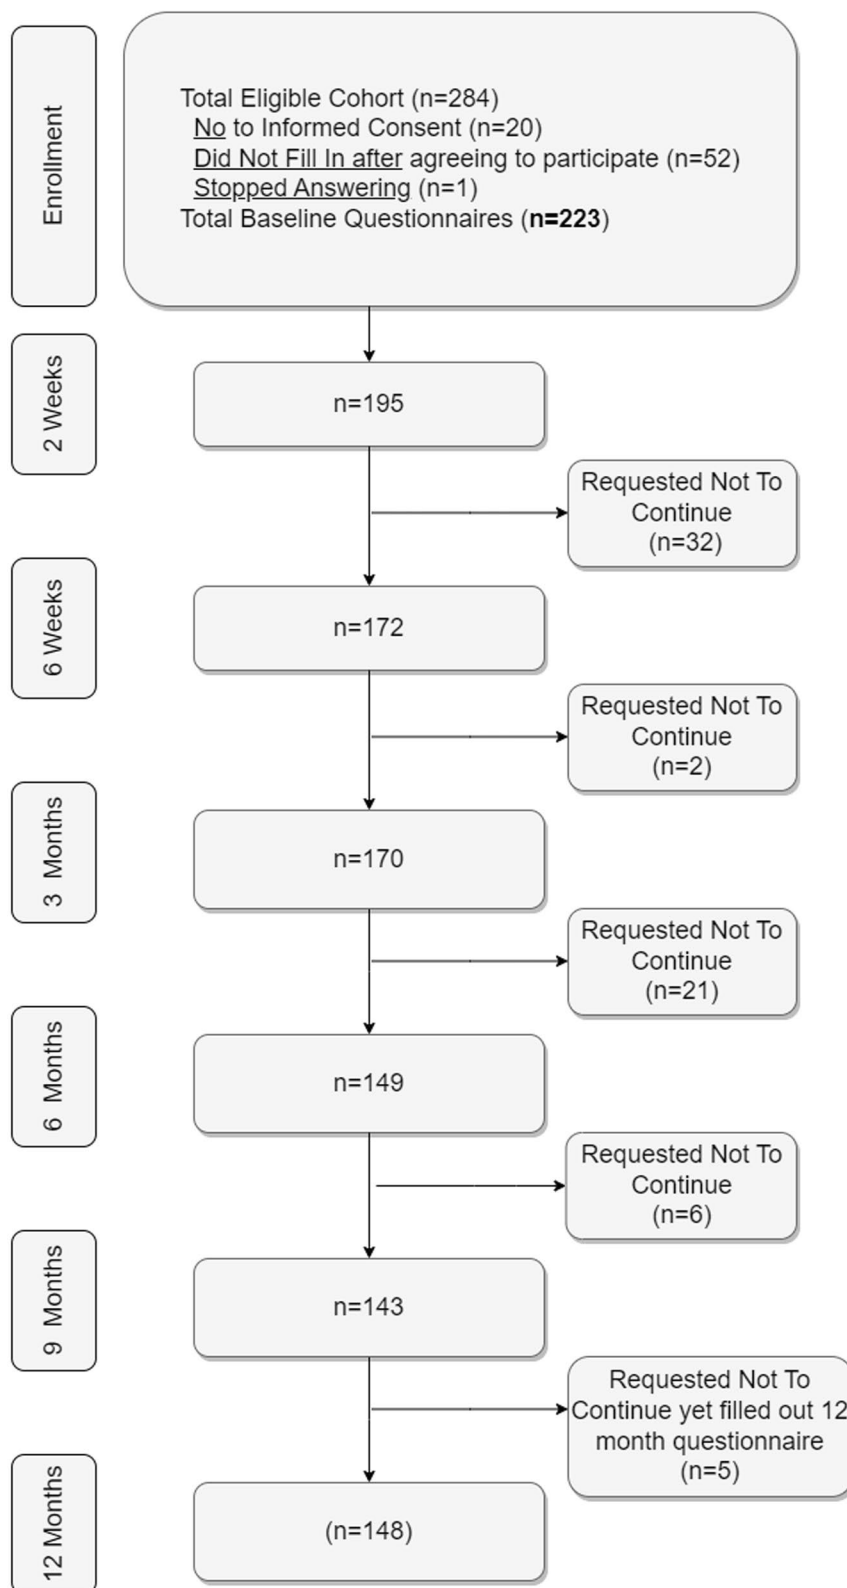 Enrollment
Total Eligible Cohort (n=284)
No to Informed Consent (n=20)
Did Not Fill In after agreeing to participate (n=52)
Stopped Answering (n=1)
Total Baseline Questionnaires (n=223)
2 Weeks
n=195
Requested Not To
Continue
(n=32)
6 Weeks
n=172
Requested Not To
Continue
(n=2)
3 Months
n=170
Requested Not To
Continue
(n=21)
6 Months
n=149
Requested Not To
Continue
(n=6)
9 Months
n=143
Requested Not To
Continue yet filled out 12
month questionnaire
(n=5)
12 Months
(n=148)